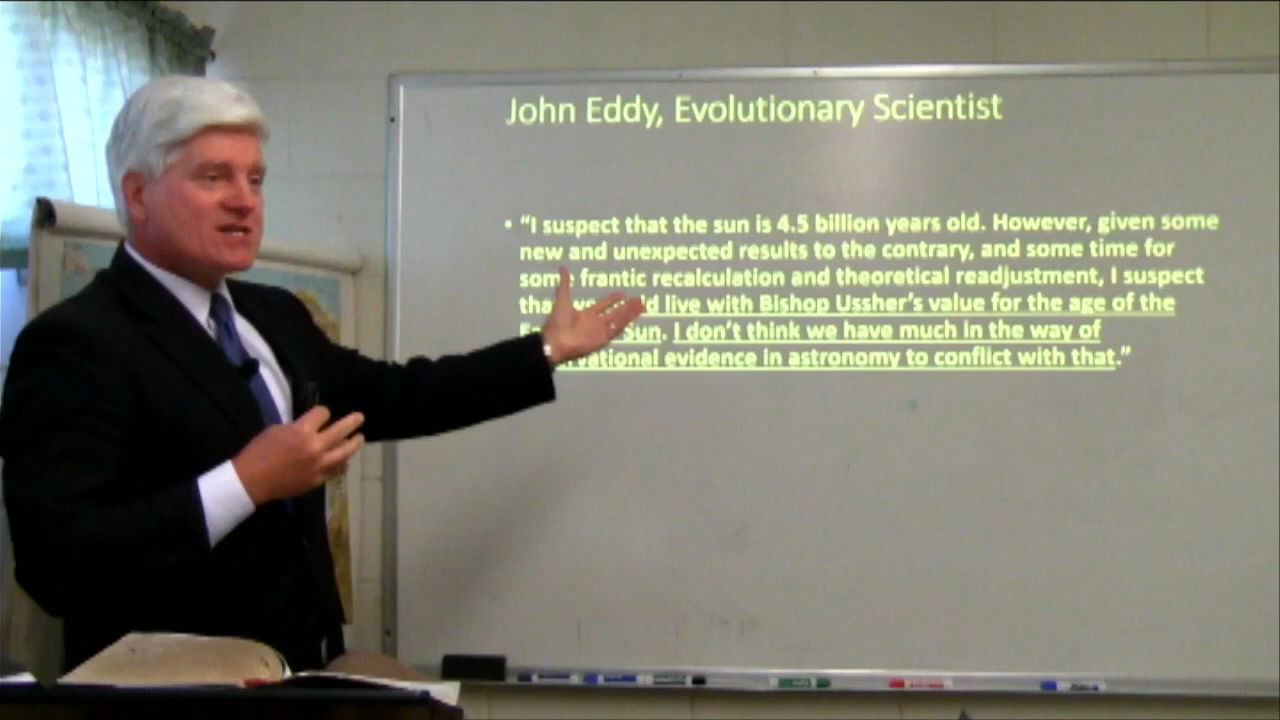 John Eddy, Evolutionary Scientist
• “I suspect that the sun is 4.5 billion years old. However, given some
new and unexpected results to the contrary, and some time for
some frantic recalculation and theoretical readjustment, I suspect
live with Bishop Ussher’s value for the age of the
Sun. I don’t think we have much in the way of
evidence in astronomy to conflict with that.”